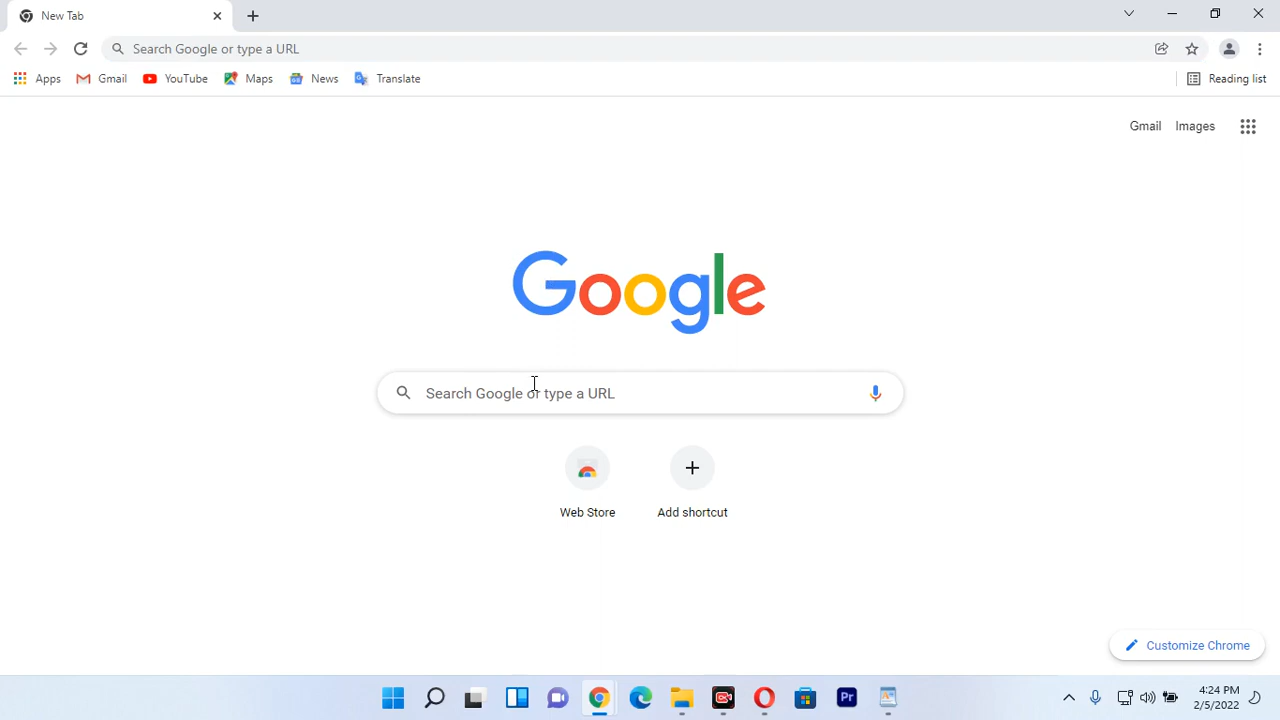 New Tab
Search Google or type a URL
Apps Gmail YouTube Maps News Translate Reading list
Gmail Images
Google
Search Google or type a URL
Web Store Add shortcut
Customize Chrome
Pr
4:24 PM
2/5/2022